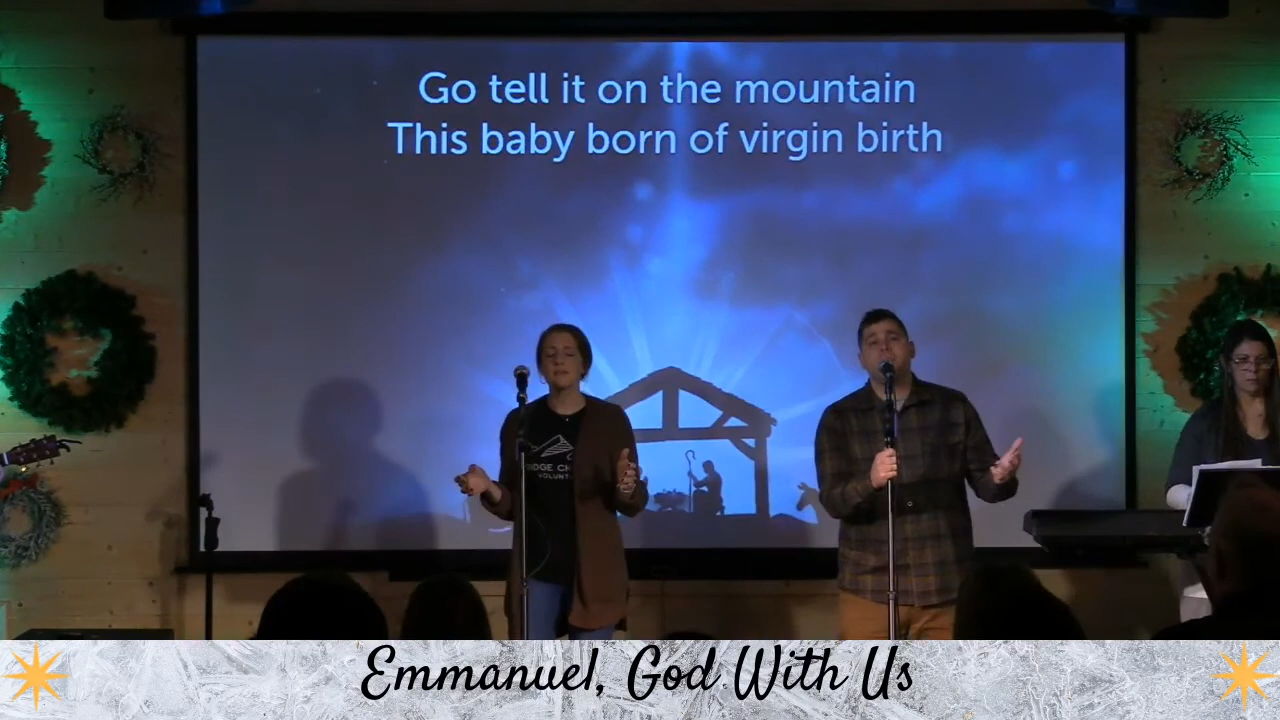 Go tell it on the mountain
This baby born of virgin birth
Emmanuel, God With Us